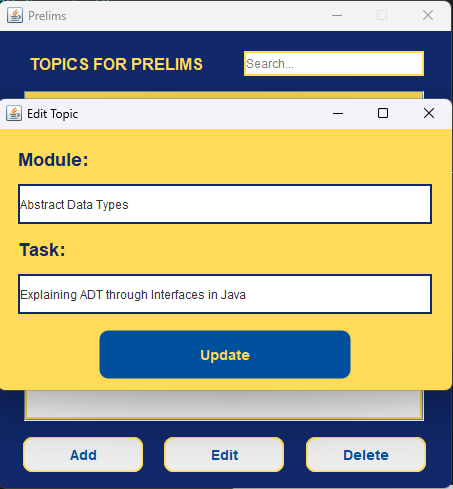 Prelims
TOPICS FOR PRELIMS
Search...
Edit Topic
Module:
Abstract Data Types
Task:
Explaining ADT through Interfaces in Java
Update
Add
Edit
Delete